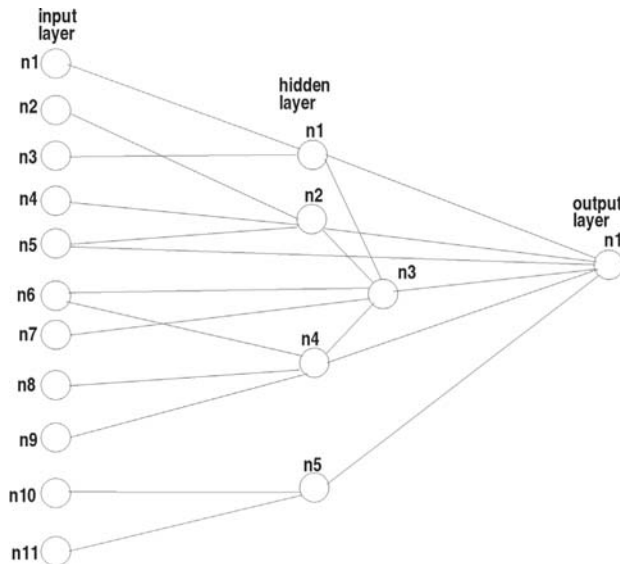 input
layer
n1
n2
n3
n4
n5
n6
n7
n8
n9
n10
n11
hidden
layer
n1
n2
n3
n4
n5
output
layer
n1